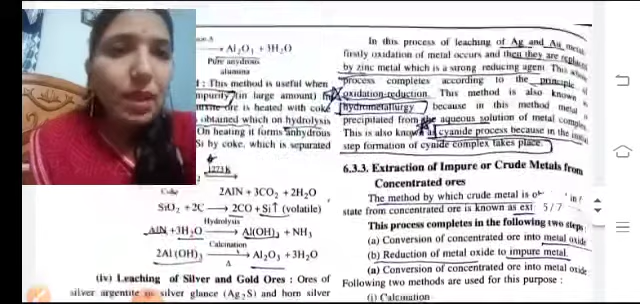 Al₂O₃ + 3H₂O
Pure anhydrous
alumina
: This method is useful when
impurity (in large amount)
ore is heated with coke
obtained which on hydrolysis
On heating it forms anhydrous
Si by coke, which is separated
1273 K
Coke
2AlN + 3CO₂ + 2H₂O
SiO₂ + 2C → 2CO + Si↑ (volatile)
Hydrolysis
AlN + 3H₂O → Al(OH)₃ + NH₃
Calcination
2Al(OH)₃ → Al₂O₃ + 3H₂O
Δ
(iv) Leaching of Silver and Gold Ores : Ores of
silver argentite or silver glance (Ag₂S) and horn silver
In this process of leaching of Ag and Au metal
firstly oxidation of metal occurs and then they are replaced
by zinc metal which is a strong reducing agent. This whole
process completes according to the principle of
oxidation-reduction. This method is also known
hydrometallurgy because in this method metal
precipitated from the aqueous solution of metal complex
This is also known as cyanide process because in the initial
step formation of cyanide complex takes place.
6.3.3. Extraction of Impure or Crude Metals from
Concentrated ores
The method by which crude metal is
state from concentrated ore is known as ext
5 / 7
This process completes in the following two steps
(a) Conversion of concentrated ore into metal oxide
(b) Reduction of metal oxide to impure metal.
(a) Conversion of concentrated ore into metal oxide
Following two methods are used for this purpose :
(i) Calcination